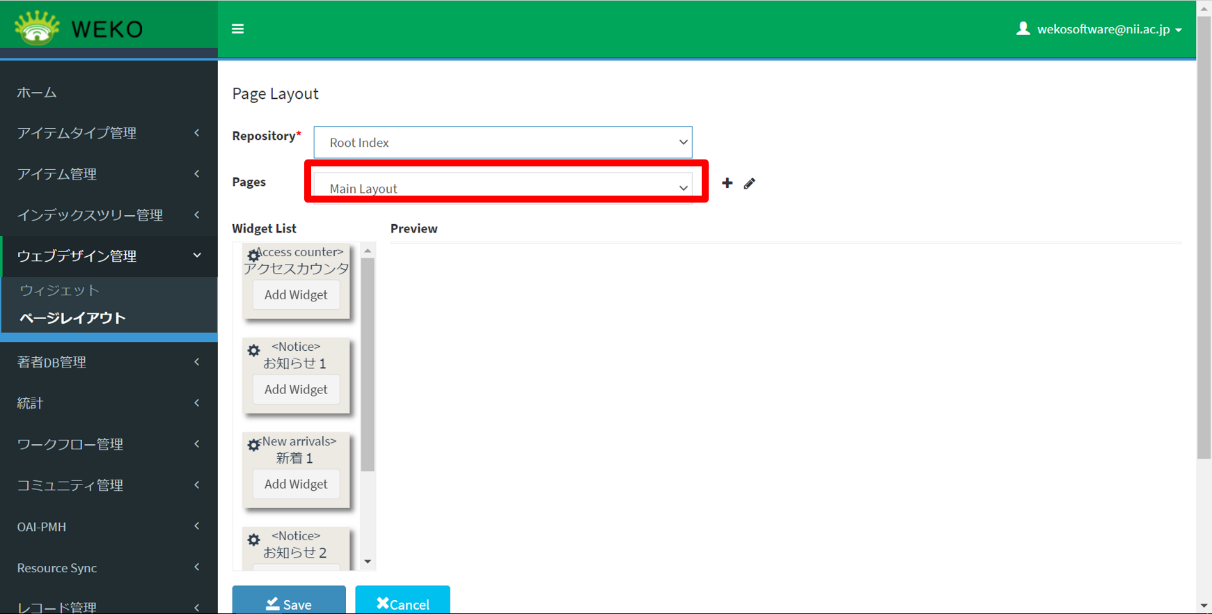 WEKO
wekosoftware@nii.ac.jp
ホーム
アイテムタイプ管理
アイテム管理
インデックスツリー管理
ウェブデザイン管理
ウィジェット
ページレイアウト
著者DB管理
統計
ワークフロー管理
コミュニティ管理
OAI-PMH
Resource Sync
レコード管理
Page Layout
Repository*
Root Index
Pages
Main Layout
Widget List
Preview
<Access counter>
アクセスカウンタ
Add Widget
<Notice>
お知らせ 1
Add Widget
<New arrivals>
新着 1
Add Widget
<Notice>
お知らせ 2
Save
Cancel